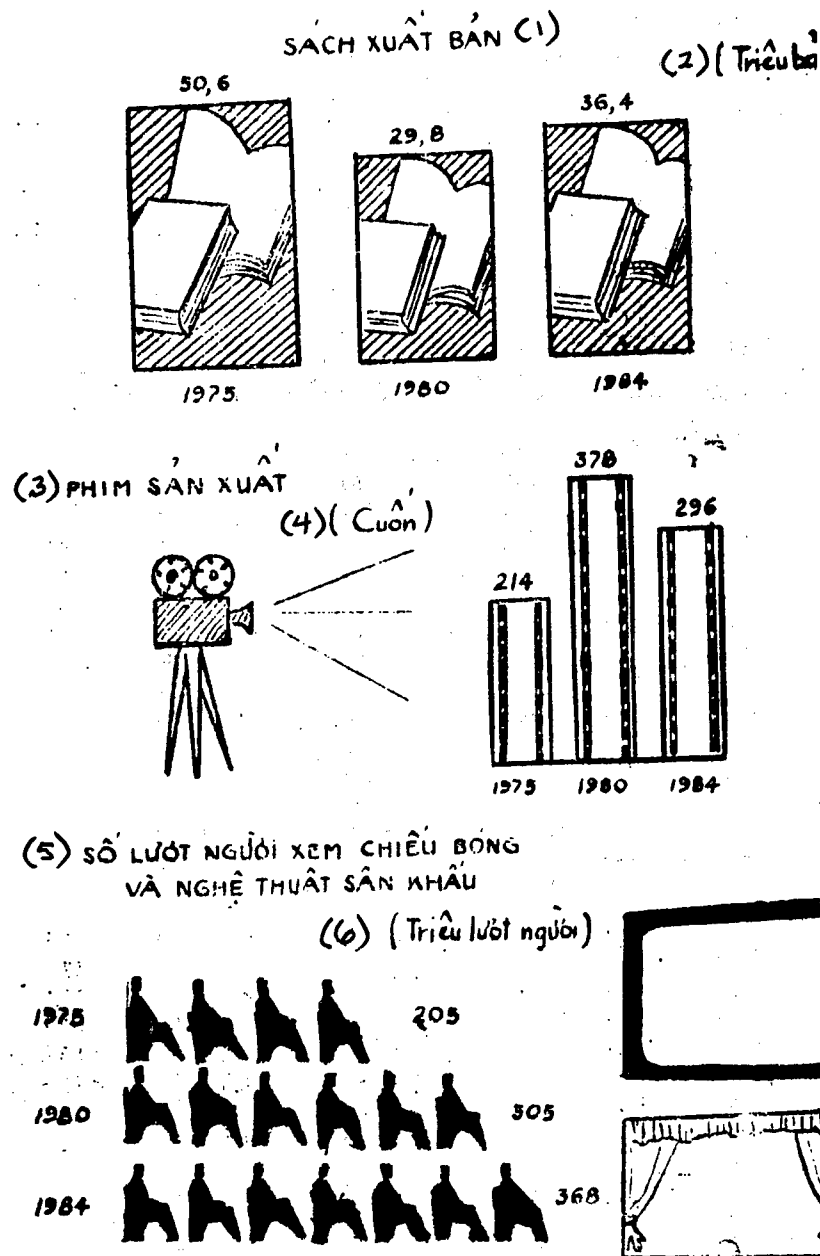 SÁCH XUẤT BẢN (1)
(2) (Triệu bả
50,6
29,8
36,4
1975
1980
1984
(3) PHIM SẢN XUẤT
(4) (Cuốn)
214
378
296
1975
1980
1984
(5) SỐ LƯỢT NGƯỜI XEM CHIẾU BÓNG
VÀ NGHỆ THUẬT SÂN KHẤU
(6) (Triệu lượt người)
1975 205
1980 305
1984 368